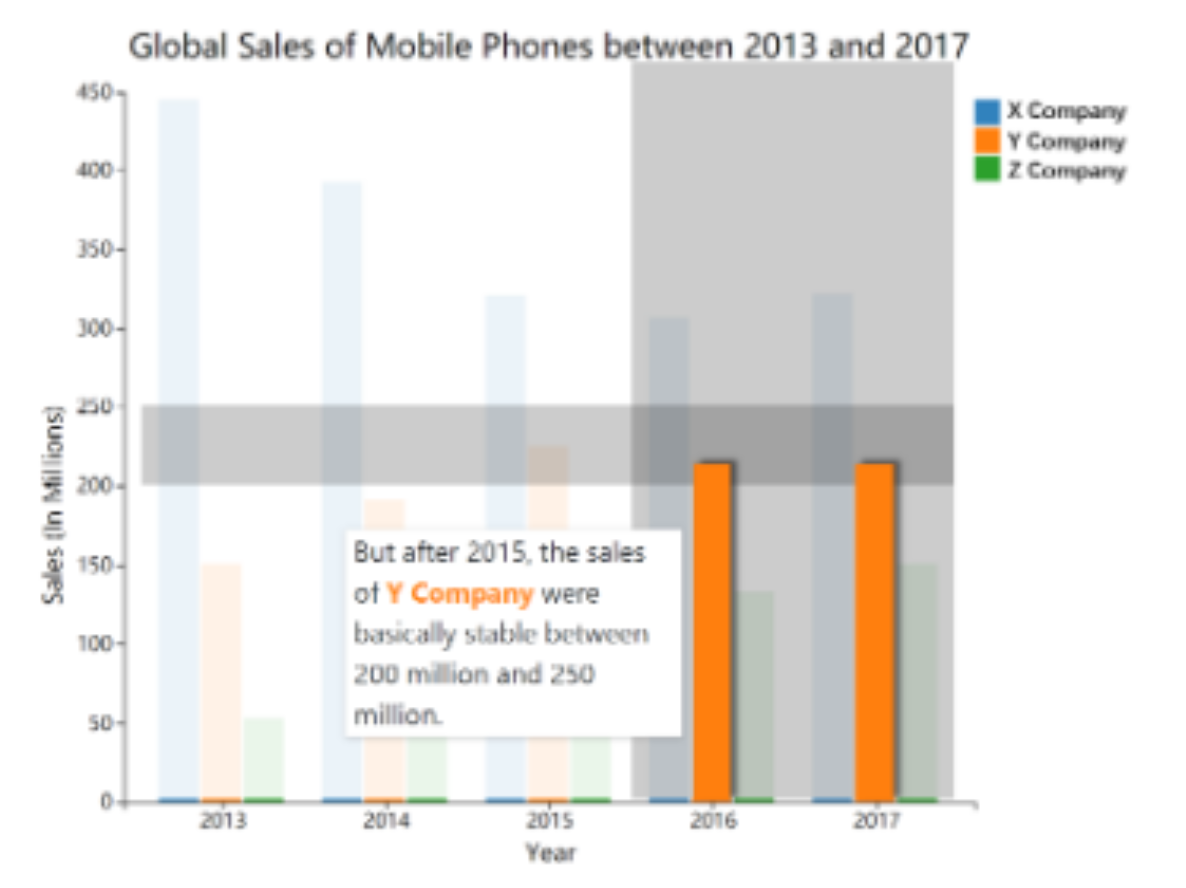 Global Sales of Mobile Phones between 2013 and 2017
X Company
Y Company
Z Company
450
400
350
300
250
200
150
100
50
0
Sales (In Millions)
But after 2015, the sales
of Y Company were
basically stable between
200 million and 250
million.
2013
2014
2015
2016
2017
Year